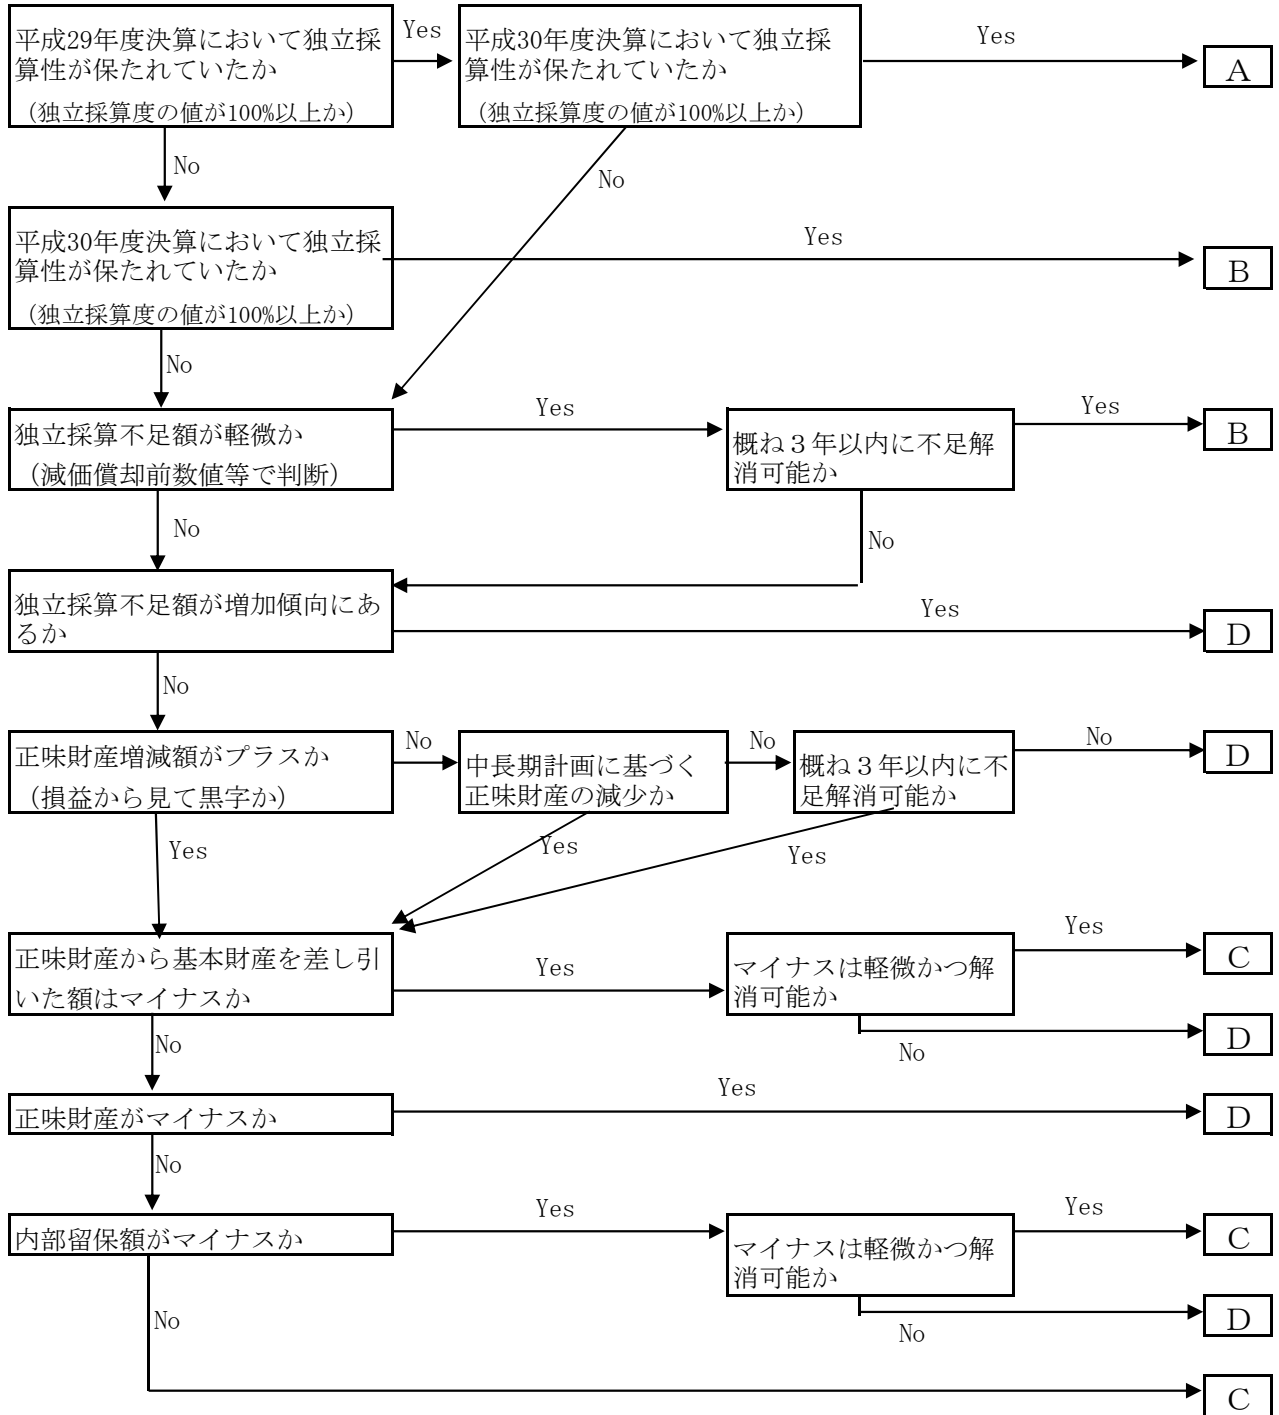 平成29年度決算において独立採
算性が保たれていたか
（独立採算度の値が100%以上か）
Yes
平成30年度決算において独立採
算性が保たれていたか
（独立採算度の値が100%以上か）
Yes
Ａ
No
No
平成30年度決算において独立採
算性が保たれていたか
（独立採算度の値が100%以上か）
Yes
Ｂ
No
独立採算不足額が軽微か
（減価償却前数値等で判断）
Yes
概ね３年以内に不足解
消可能か
Yes
Ｂ
No
No
独立採算不足額が増加傾向にあ
るか
Yes
Ｄ
No
正味財産増減額がプラスか
（損益から見て黒字か）
No
中長期計画に基づく
正味財産の減少か
No
概ね３年以内に不
足解消可能か
No
Ｄ
Yes
Yes
Yes
正味財産から基本財産を差し引
いた額はマイナスか
Yes
マイナスは軽微かつ解
消可能か
Yes
Ｃ
No
Ｄ
No
正味財産がマイナスか
Yes
Ｄ
No
内部留保額がマイナスか
Yes
マイナスは軽微かつ解
消可能か
Yes
Ｃ
No
Ｄ
No
Ｃ